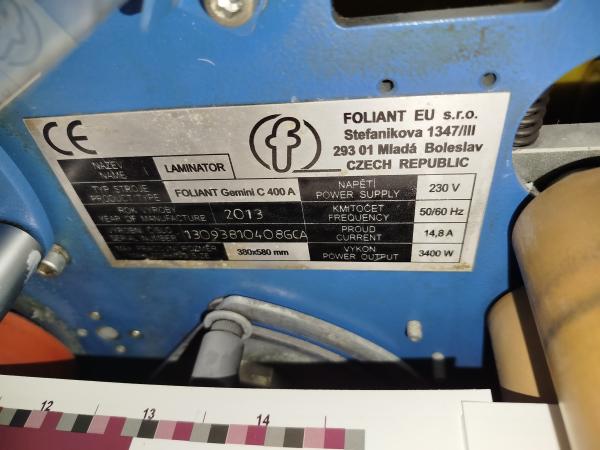 CE
f
FOLIANT EU s.r.o.
Stefanikova 1347/III
293 01 Mladá Boleslav
CZECH REPUBLIC
NÁZEV
NAME
LAMINATOR
TYP STROJE
PRODUCT TYPE
FOLIANT Gemini C 400 A
ROK VÝROBY
YEAR OF MANUFACTURE
2013
VÝROBNÍ ČÍSLO
SERIAL NUMBER
13093810408GCA
ROZMĚR
380x580 mm
NAPĚTÍ
POWER SUPPLY
230 V
KMITOČET
FREQUENCY
50/60 Hz
PROUD
CURRENT
14,8 A
VÝKON
POWER OUTPUT
3400 W
12
13
14